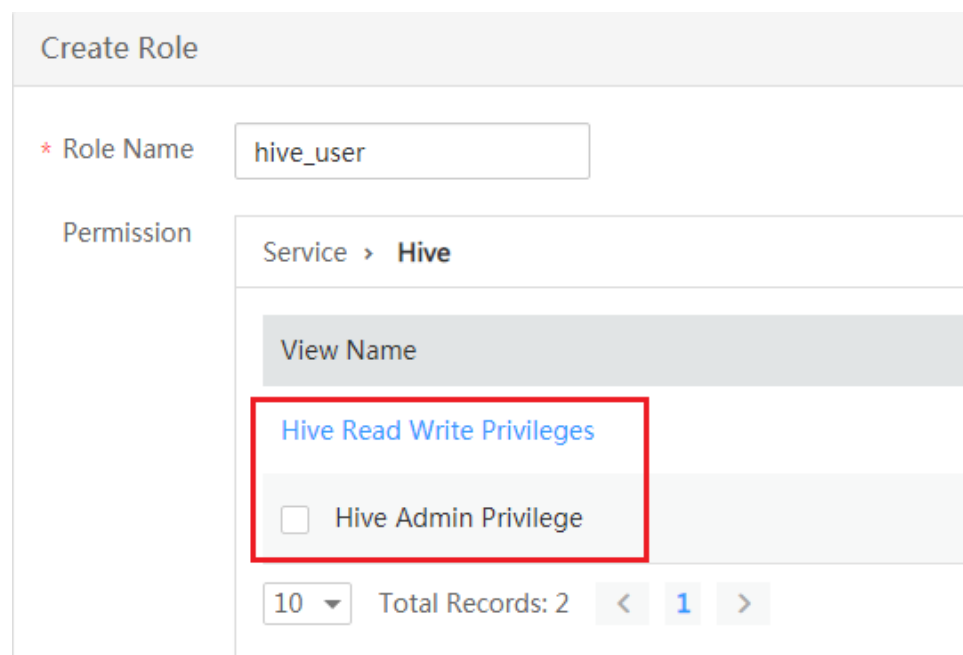 Create Role
* Role Name hive_user
Permission
Service > Hive
View Name
Hive Read Write Privileges
Hive Admin Privilege
10 Total Records: 2 < 1 >